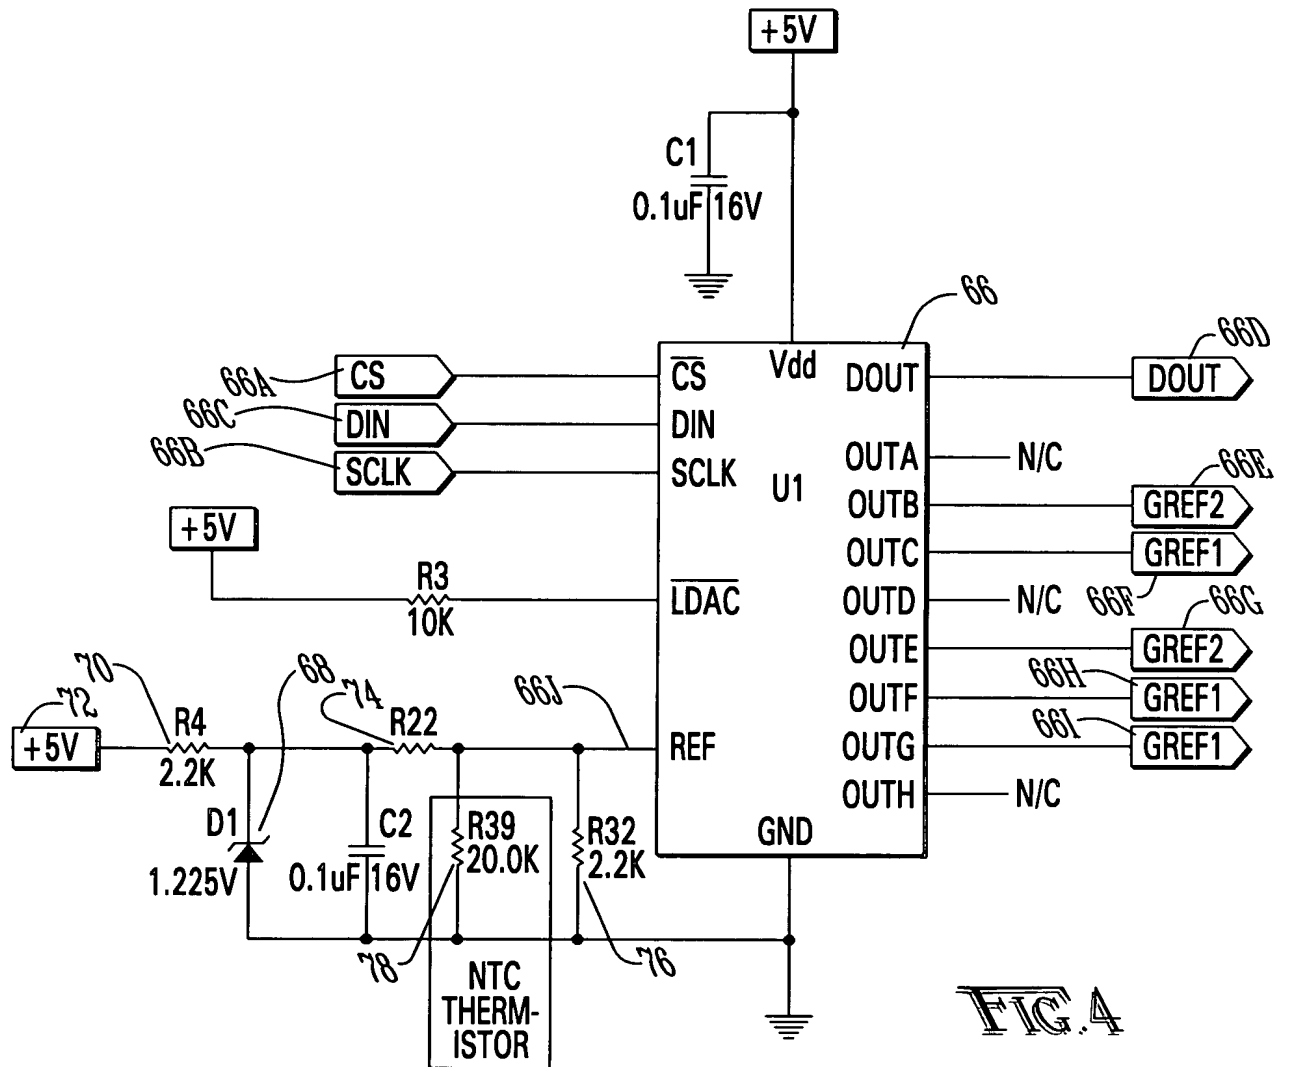 +5V
C1
0.1uF 16V
66
66A
CS
66C
DIN
66B
SCLK
CS
DIN
SCLK
Vdd
U1
DOUT
66D
DOUT
OUTA
N/C
66E
OUTB
GREF2
OUTC
GREF1
66F
OUTD
N/C
66G
OUTE
GREF2
66H
OUTF
GREF1
66I
OUTG
GREF1
OUTH
N/C
+5V
R3
10K
LDAC
70
72
+5V
R4
2.2K
68
74
R22
66J
REF
D1
1.225V
C2
0.1uF 16V
R39
20.0K
R32
2.2K
GND
78
76
NTC
THERM-
ISTOR
FIG. 4